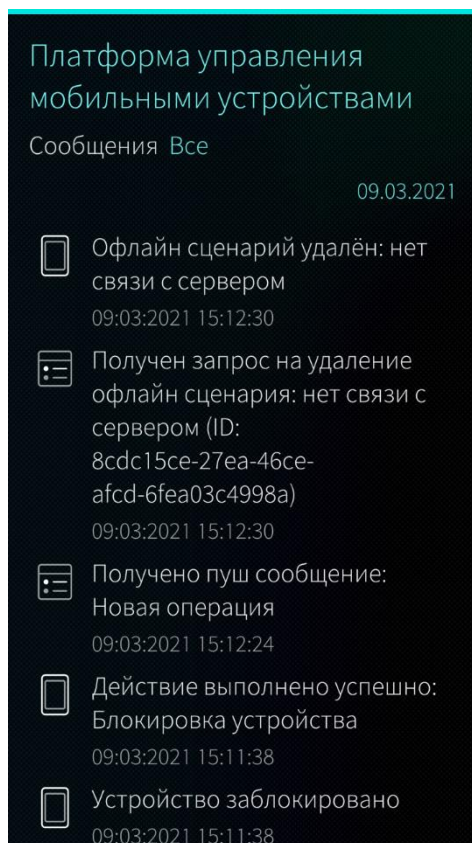 Платформа управления
мобильными устройствами
Сообщения Все
09.03.2021
Офлайн сценарий удалён: нет
связи с сервером
09:03:2021 15:12:30
Получен запрос на удаление
офлайн сценария: нет связи с
сервером (ID:
8cdc15ce-27ea-46ce-
afcd-6fea03c4998a)
09:03:2021 15:12:30
Получено пуш сообщение:
Новая операция
09:03:2021 15:12:24
Действие выполнено успешно:
Блокировка устройства
09:03:2021 15:11:38
Устройство заблокировано
09:03:2021 15:11:38